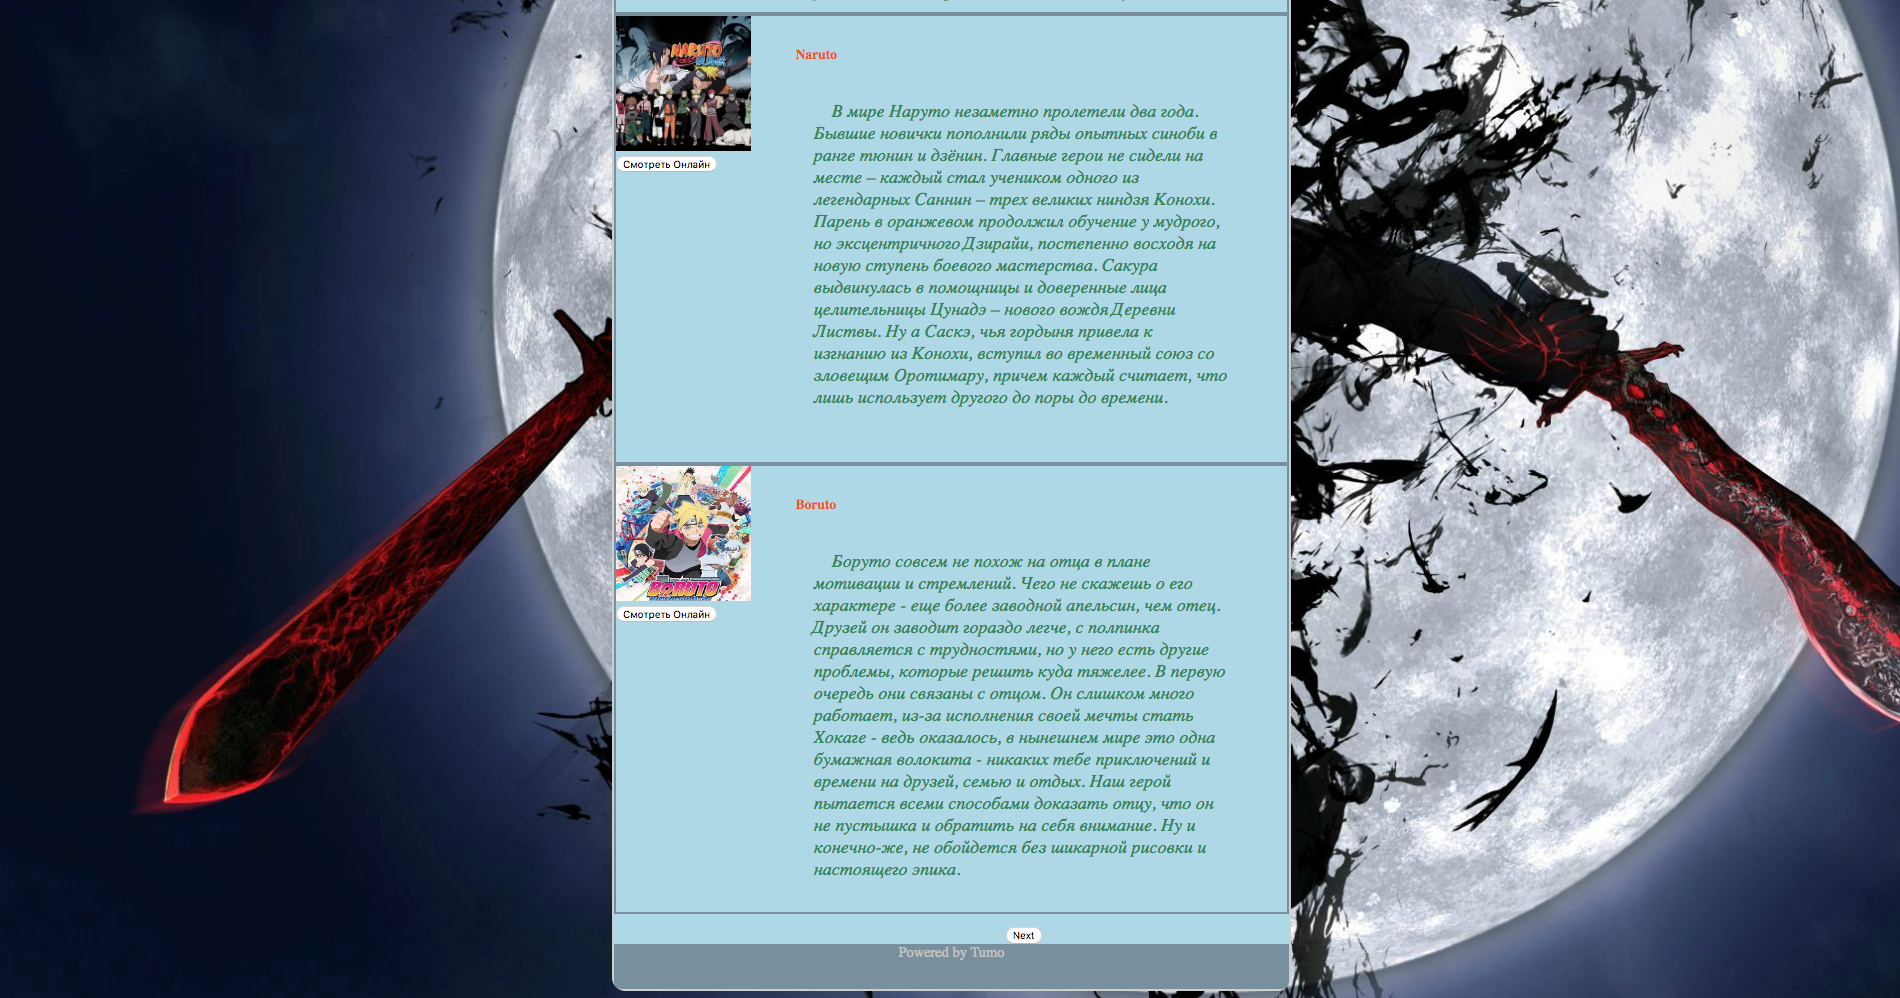 NARUTO
Naruto
В мире Наруто незаметно пролетели два года.
Бывшие новички пополнили ряды опытных синоби в
ранге тюнин и дзёнин. Главные герои не сидели на
месте – каждый стал учеником одного из
легендарных Саннин – трех великих ниндзя Конохи.
Парень в оранжевом продолжил обучение у мудрого,
но эксцентричного Дзирайи, постепенно восходя на
новую ступень боевого мастерства. Сакура
выдвинулась в помощницы и доверенные лица
целительницы Цунадэ – нового вождя Деревни
Листвы. Ну а Саскэ, чья гордыня привела к
изгнанию из Конохи, вступил во временный союз со
зловещим Оротимару, причем каждый считает, что
лишь использует другого до поры до времени.
Смотреть Онлайн
BORUTO
Boruto
Боруто совсем не похож на отца в плане
мотивации и стремлений. Чего не скажешь о его
характере - еще более заводной апельсин, чем отец.
Друзей он заводит гораздо легче, с полпинка
справляется с трудностями, но у него есть другие
проблемы, которые решить куда тяжелее. В первую
очередь они связаны с отцом. Он слишком много
работает, из-за исполнения своей мечты стать
Хокаге - ведь оказалось, в нынешнем мире это одна
бумажная волокита - никаких тебе приключений и
времени на друзей, семью и отдых. Наш герой
пытается всеми способами доказать отцу, что он
не пустышка и обратить на себя внимание. Ну и
конечно-же, не обойдется без шикарной рисовки и
настоящего эпика.
Смотреть Онлайн
Next
Powered by Tumo